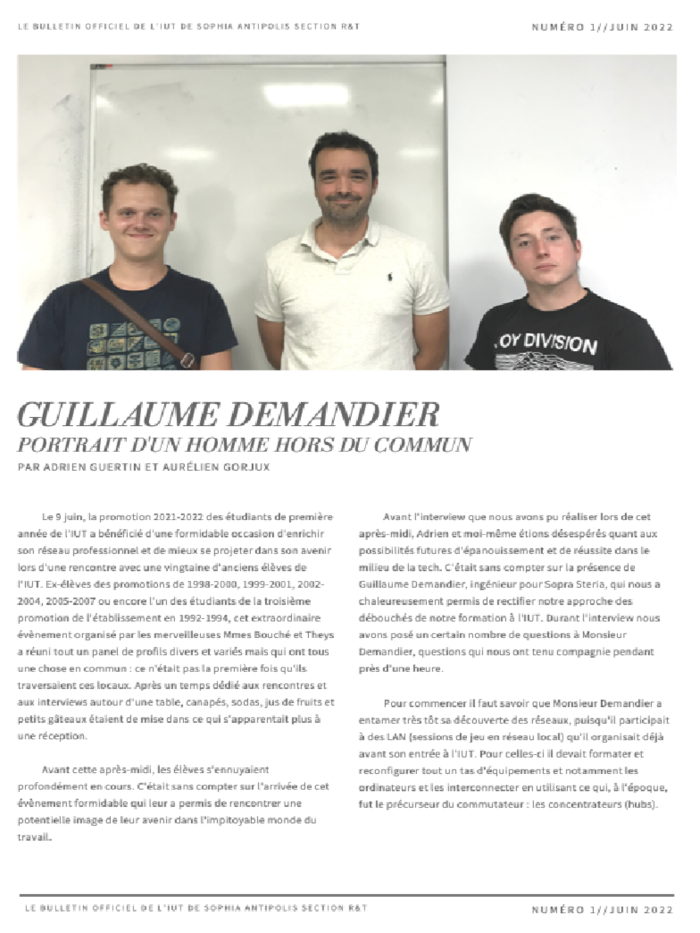 LE BULLETIN OFFICIEL DE L'IUT DE SOPHIA ANTIPOLIS SECTION R&T
NUMÉRO 1//JUIN 2022
OY DIVISION
GUILLAUME DEMANDIER
PORTRAIT D'UN HOMME HORS DU COMMUN
PAR ADRIEN GUERTIN ET AURÉLIEN GORJUX
Le 9 juin, la promotion 2021-2022 des étudiants de première
année de l'IUT a bénéficié d'une formidable occasion d'enrichir
son réseau professionnel et de mieux se projeter dans son avenir
lors d'une rencontre avec une vingtaine d'anciens élèves de
l'IUT. Ex-élèves des promotions de 1998-2000, 1999-2001, 2002-
2004, 2005-2007 ou encore l'un des étudiants de la troisième
promotion de l'établissement en 1992-1994, cet extraordinaire
évènement organisé par les merveilleuses Mmes Bouché et Theys
a réuni tout un panel de profils divers et variés mais qui ont tous
une chose en commun : ce n'était pas la première fois qu'ils
traversaient ces locaux. Après un temps dédié aux rencontres et
aux interviews autour d'une table, canapés, sodas, jus de fruits et
petits gâteaux étaient de mise dans ce qui s'apparentait plus à
une réception.
Avant cette après-midi, les élèves s'ennuyaient
profondément en cours. C'était sans compter sur l'arrivée de cet
évènement formidable qui leur a permis de rencontrer une
potentielle image de leur avenir dans l'impitoyable monde du
travail.
Avant l'interview que nous avons pu réaliser lors de cet
après-midi, Adrien et moi-même étions désespérés quant aux
possibilités futures d'épanouissement et de réussite dans le
milieu de la tech. C'était sans compter sur la présence de
Guillaume Demandier, ingénieur pour Sopra Steria, qui nous a
chaleureusement permis de rectifier notre approche des
débouchés de notre formation à l'IUT. Durant l'interview nous
avons posé un certain nombre de questions à Monsieur
Demandier, questions qui nous ont tenu compagnie pendant
près d'une heure.
Pour commencer il faut savoir que Monsieur Demandier a
entamer très tôt sa découverte des réseaux, puisqu'il participait
à des LAN (sessions de jeu en réseau local) qu'il organisait déjà
avant son entrée à l'IUT. Pour celles-ci il devait formater et
reconfigurer tout un tas d'équipements et notamment les
ordinateurs et les interconnecter en utilisant ce qui, à l'époque,
fut le précurseur du commutateur : les concentrateurs (hubs).
LE BULLETIN OFFICIEL DE L'IUT DE SOPHIA ANTIPOLIS SECTION R&T
NUMÉRO 1//JUIN 2022